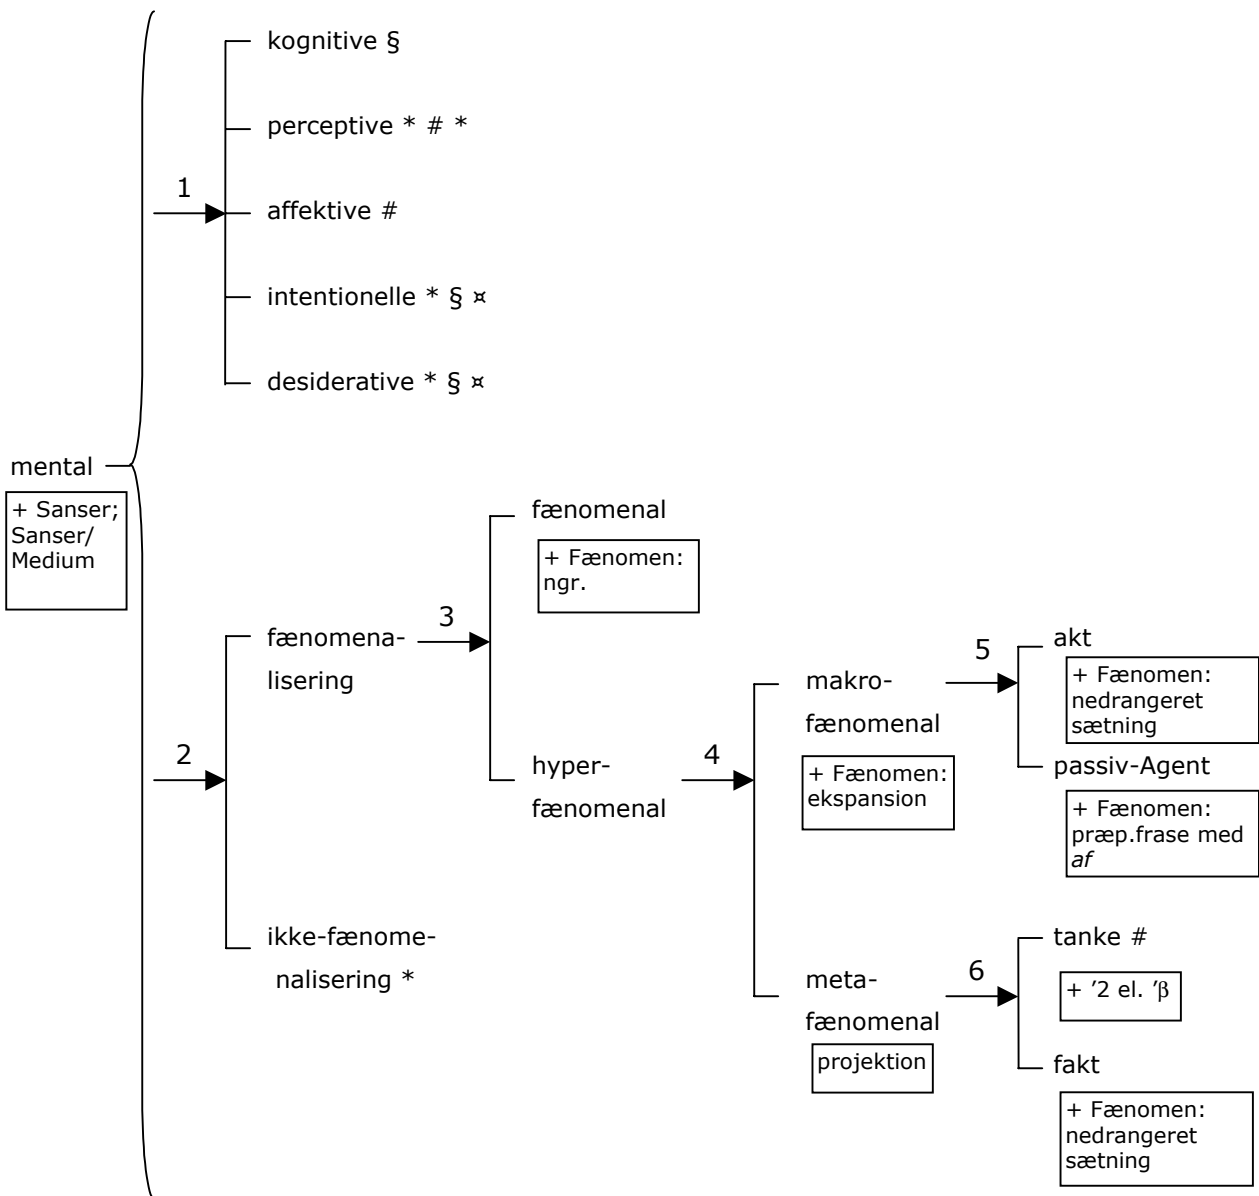 kognitive §
perceptive * # *
1
affektive #
intentionelle * § ¤
desiderative * § ¤
mental
+ Sanser;
Sanser/
Medium
2
fænomena-
lisering
ikke-fænome-
nalisering *
3
fænomenal
+ Fænomen:
ngr.
hyper-
fænomenal
4
makro-
fænomenal
+ Fænomen:
ekspansion
meta-
fænomenal
projektion
5
akt
+ Fænomen:
nedrangeret
sætning
passiv-Agent
+ Fænomen:
præp.frase med
af
6
tanke #
+ ’2 el. ’β
fakt
+ Fænomen:
nedrangeret
sætning